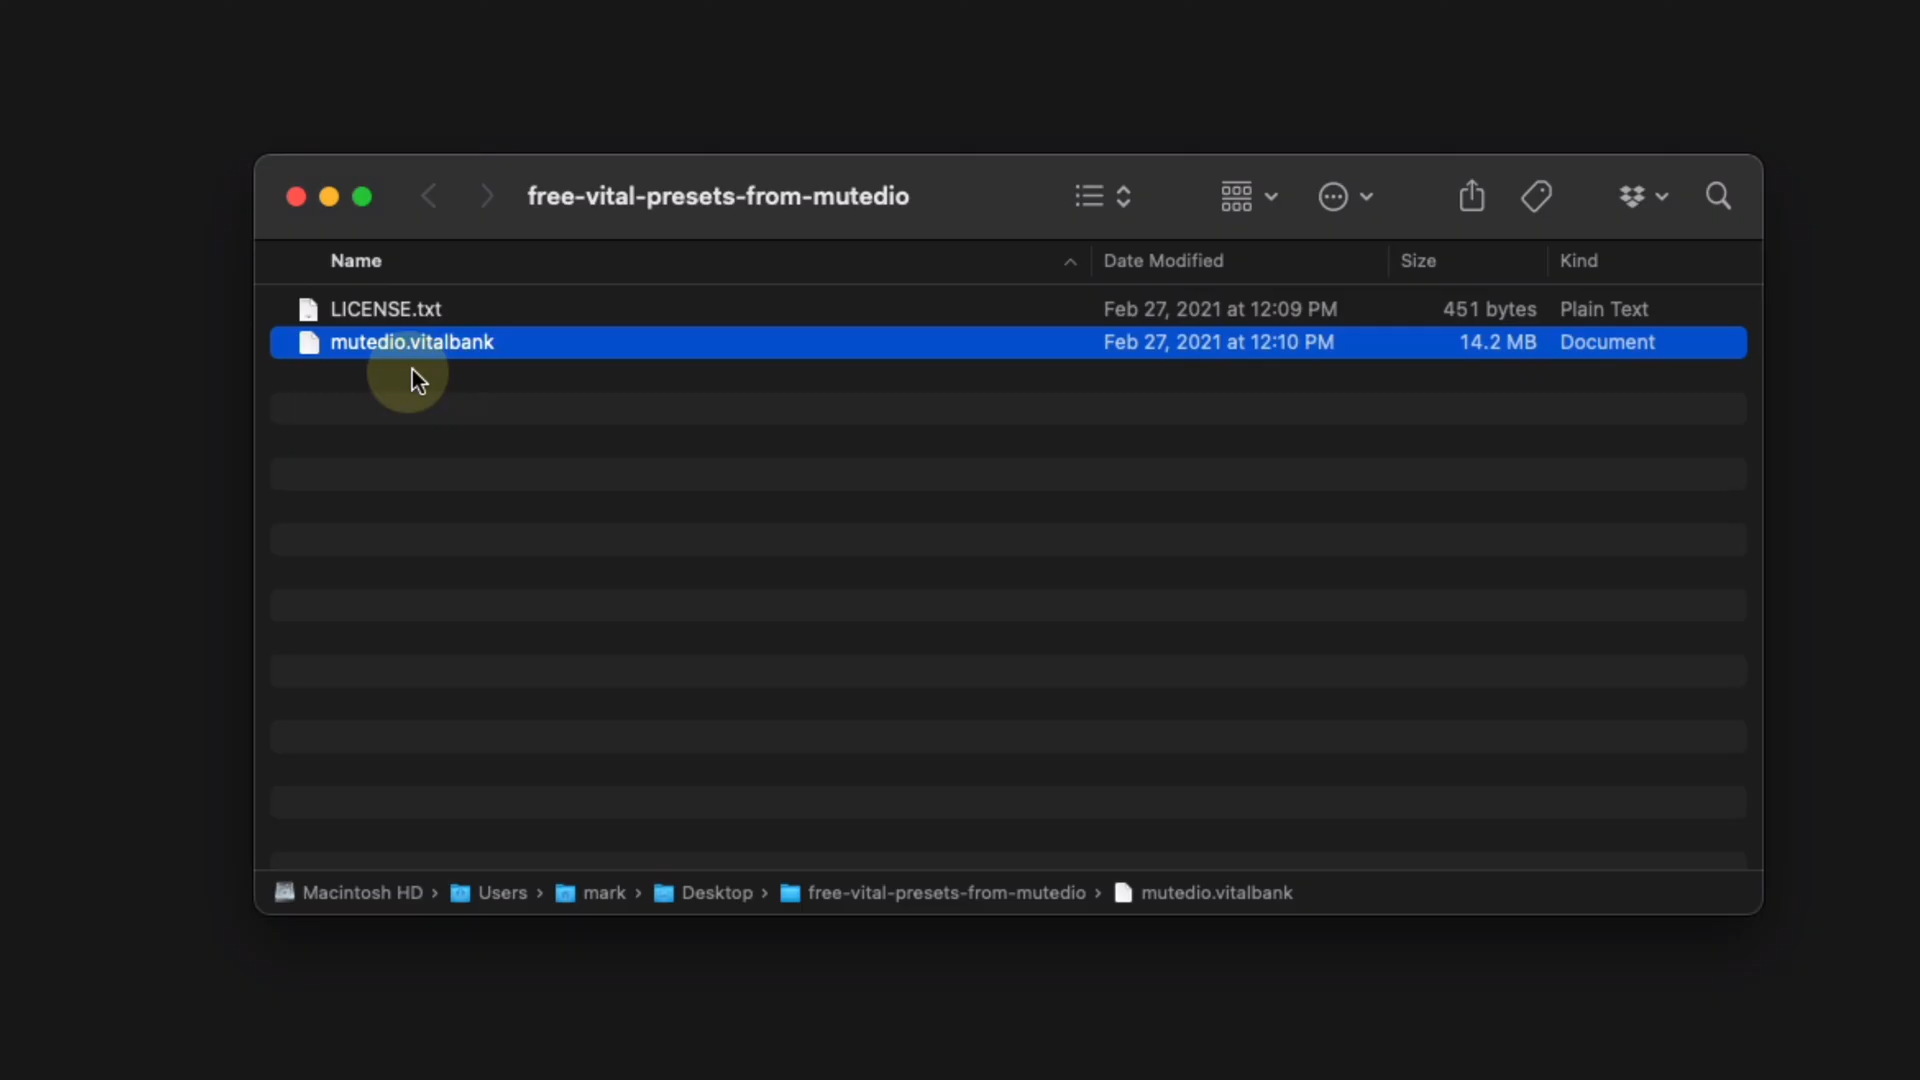 free-vital-presets-from-mutedio
Name Date Modified Size Kind
LICENSE.txt Feb 27, 2021 at 12:09 PM 451 bytes Plain Text
mutedio.vitalbank Feb 27, 2021 at 12:10 PM 14.2 MB Document
Macintosh HD › Users › mark › Desktop › free-vital-presets-from-mutedio › mutedio.vitalbank